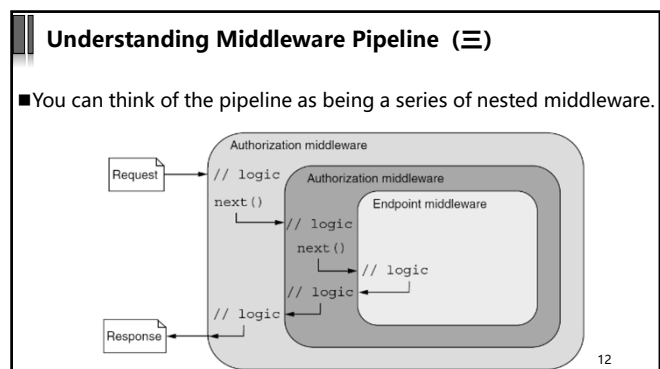 Understanding Middleware Pipeline (三)
■You can think of the pipeline as being a series of nested middleware.
Authorization middleware
Request
// logic
Authorization middleware
next()
Endpoint middleware
// logic
next()
// logic
// logic
// logic
Response
12